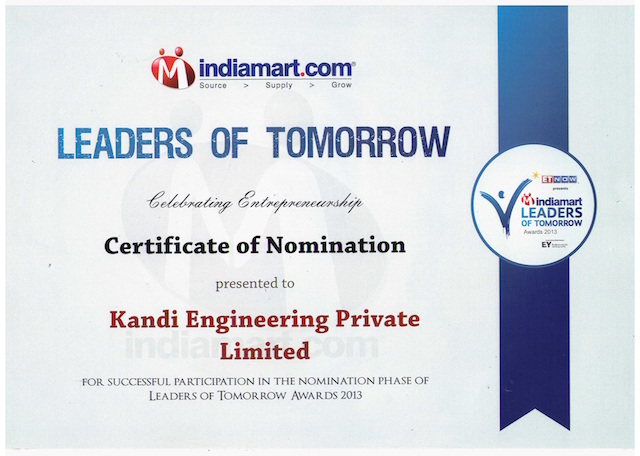 indiamart.com
Source > Supply > Grow
LEADERS OF TOMORROW
Celebrating Entrepreneurship
Certificate of Nomination
presented to
Kandi Engineering Private
Limited
FOR SUCCESSFUL PARTICIPATION IN THE NOMINATION PHASE OF
LEADERS OF TOMORROW AWARDS 2013
ET NOW
presents
indiamart
LEADERS
OF TOMORROW
Awards 2013
EY
indiamart.com